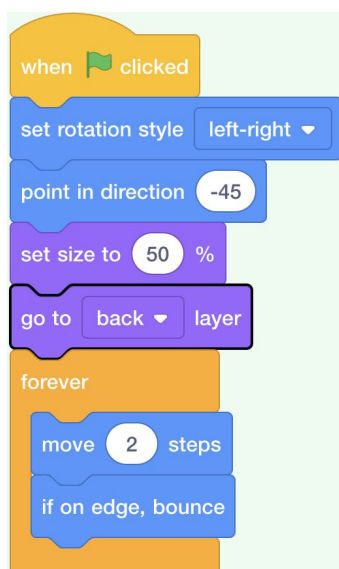 when clicked
set rotation style left-right
point in direction -45
set size to 50 %
go to back layer
forever
move 2 steps
if on edge, bounce